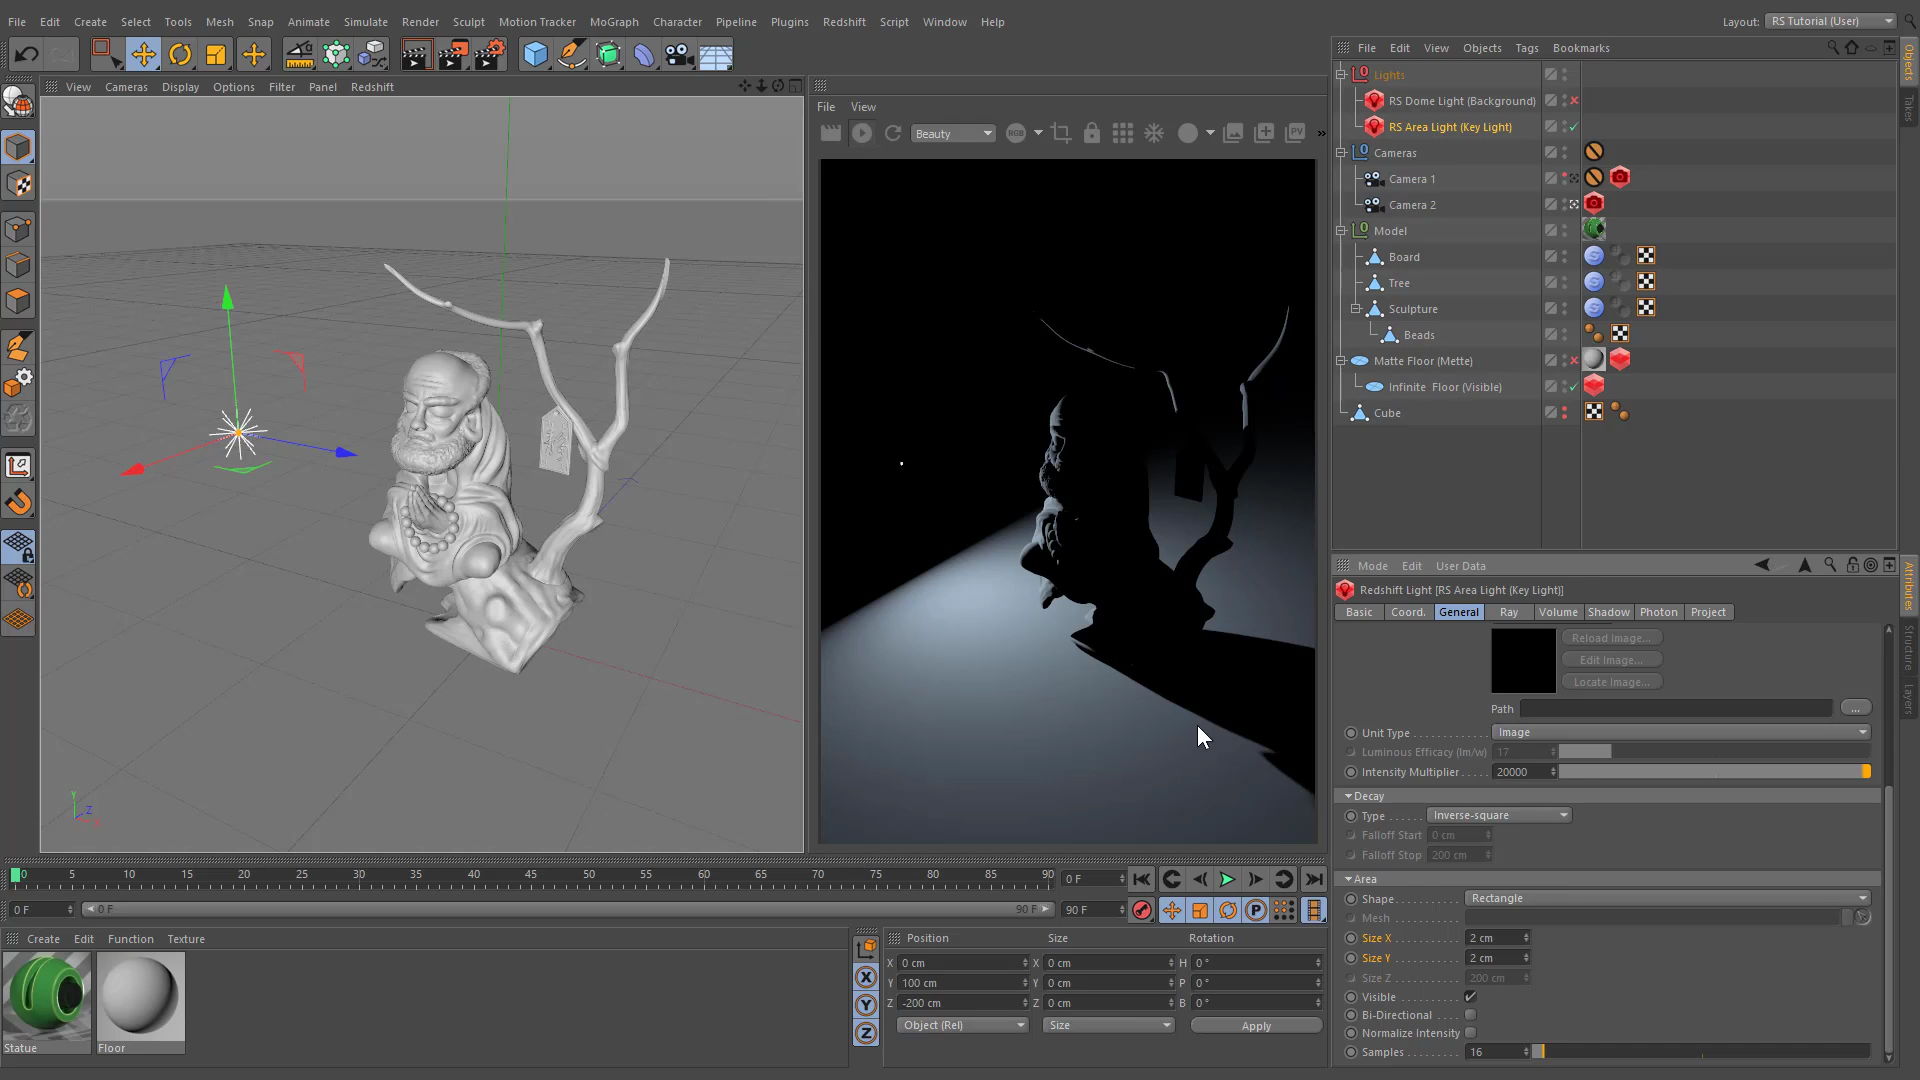 File Edit Create Select Tools Mesh Snap Animate Simulate Render Sculpt Motion Tracker MoGraph Character Pipeline Plugins Redshift Script Window Help
Layout: RS Tutorial (User)
File Edit View Objects Tags Bookmarks
Lights
RS Dome Light (Background)
RS Area Light (Key Light)
Cameras
Camera 1
Camera 2
Model
Board
Tree
Sculpture
Beads
Matte Floor (Mette)
Infinite Floor (Visible)
Cube
Objects
Takes
View Cameras Display Options Filter Panel Redshift
File View
Beauty
RGB
PV
»
Y
Z
Mode Edit User Data
Redshift Light [RS Area Light (Key Light)]
Basic Coord. General Ray Volume Shadow Photon Project
Reload Image...
Edit Image...
Locate Image...
Path ...
Unit Type Image
Luminous Efficacy (lm/w) 17
Intensity Multiplier 20000
Decay
Type Inverse-square
Falloff Start 0 cm
Falloff Stop 200 cm
Area
Shape Rectangle
Mesh
Size X 2 cm
Size Y 2 cm
Size Z 200 cm
Visible
Bi-Directional
Normalize Intensity
Samples 16
Attributes
Structure
Layers
0 5 10 15 20 25 30 35 40 45 50 55 60 65 70 75 80 85 90
0 F
0 F 0 F 90 F 90 F
P
Create Edit Function Texture
Statue Floor
Position Size Rotation
X 0 cm X 0 cm H 0 °
Y 100 cm Y 0 cm P 0 °
Z -200 cm Z 0 cm B 0 °
Object (Rel) Size Apply
X
Y
Z